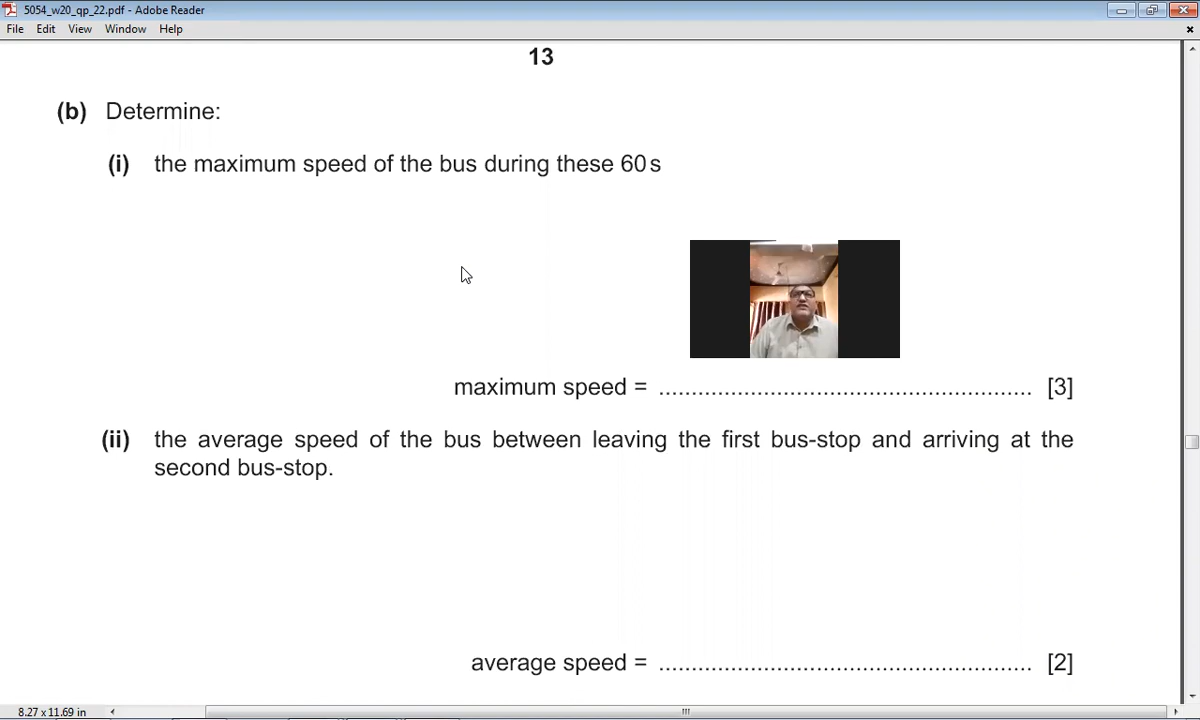 5054_w20_qp_22.pdf - Adobe Reader
File Edit View Window Help
13
(b) Determine:
(i) the maximum speed of the bus during these 60 s
maximum speed = ......................................................... [3]
(ii) the average speed of the bus between leaving the first bus-stop and arriving at the
second bus-stop.
average speed = ......................................................... [2]
8.27 x 11.69 in